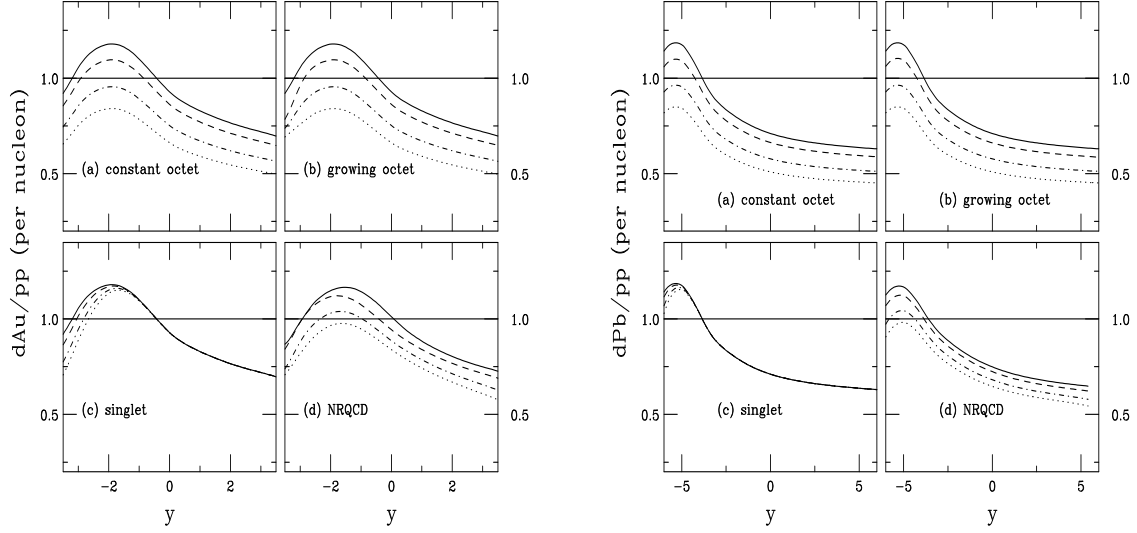 dAu/pp (per nucleon)
1.0
0.5
(a) constant octet
(b) growing octet
1.0
0.5
1.0
0.5
(c) singlet
(d) NRQCD
1.0
0.5
−2 0 2
−2 0 2
y
y
dPb/pp (per nucleon)
1.0
0.5
(a) constant octet
(b) growing octet
1.0
0.5
1.0
0.5
(c) singlet
(d) NRQCD
1.0
0.5
−5 0 5
−5 0 5
y
y